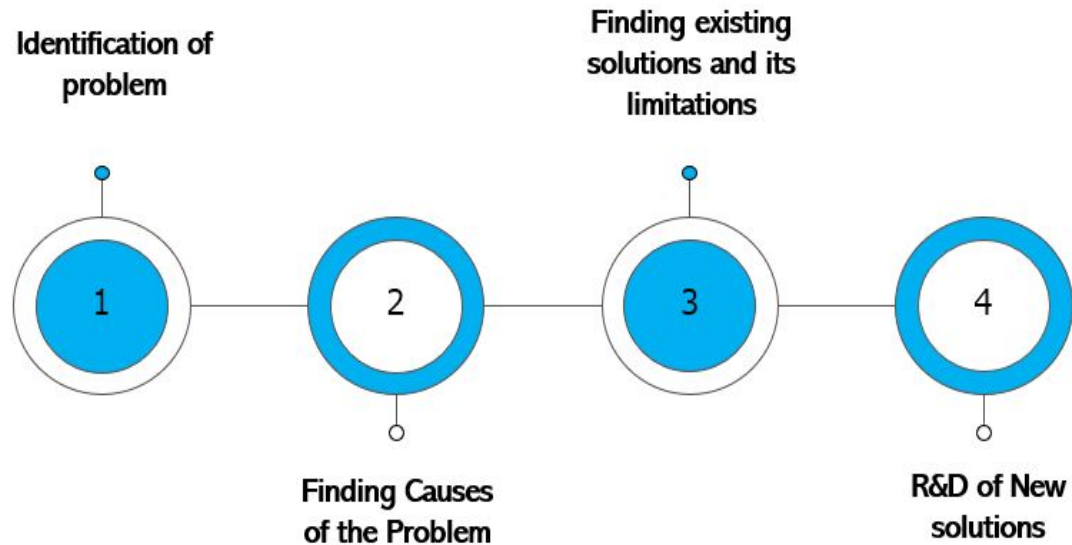 Identification of
problem
1
2
Finding Causes
of the Problem
Finding existing
solutions and its
limitations
3
4
R&D of New
solutions